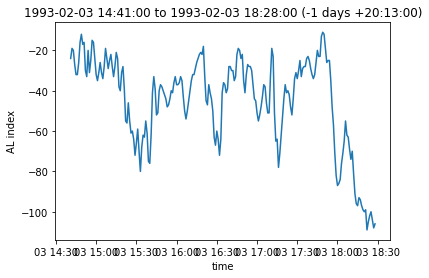 1993-02-03 14:41:00 to 1993-02-03 18:28:00 (-1 days +20:13:00)
−20
−40
−60
−80
−100
AL index
03 14:30 03 15:00 03 15:30 03 16:00 03 16:30 03 17:00 03 17:30 03 18:00 03 18:30
time